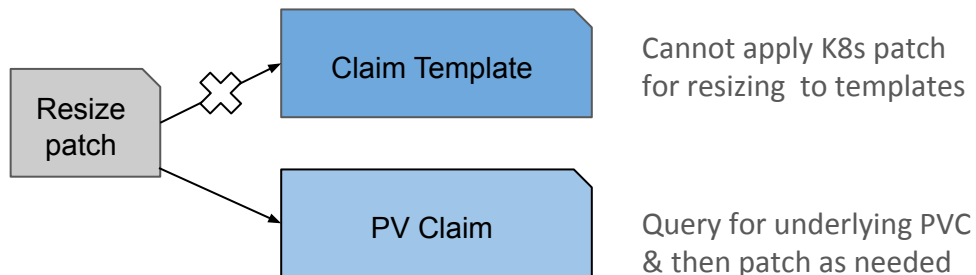 Resize
patch
Claim Template
Cannot apply K8s patch
for resizing  to templates
PV Claim
Query for underlying PVC
& then patch as needed